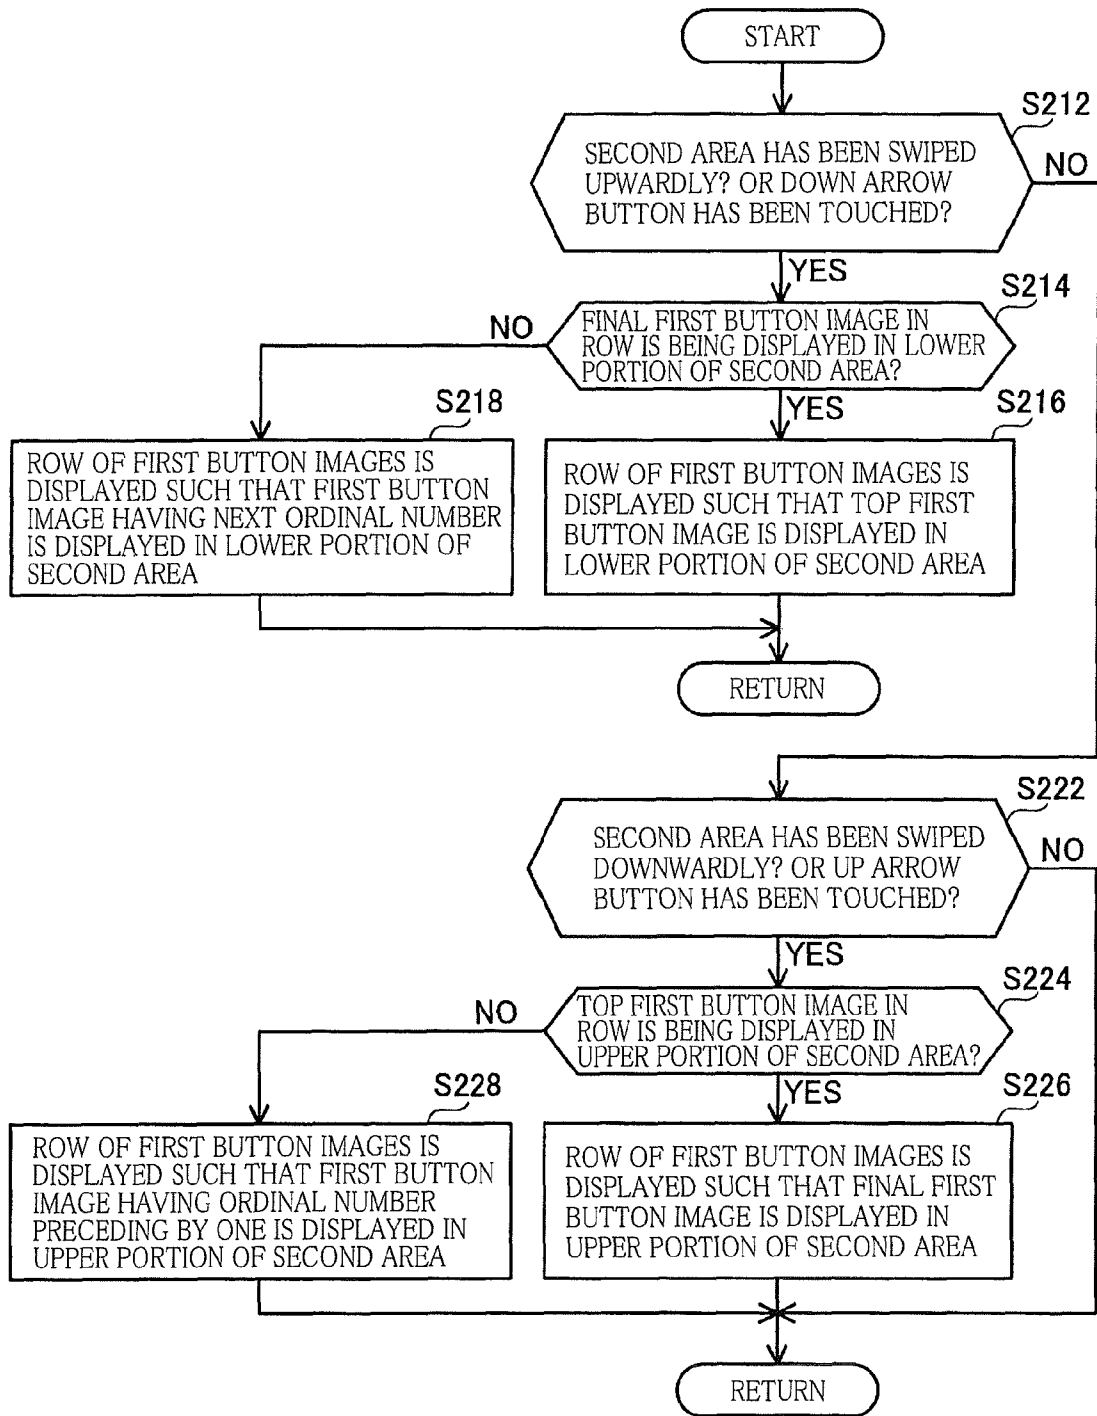 START
S212
SECOND AREA HAS BEEN SWIPED
UPWARDLY? OR DOWN ARROW
BUTTON HAS BEEN TOUCHED?
NO
YES
S214
FINAL FIRST BUTTON IMAGE IN
ROW IS BEING DISPLAYED IN LOWER
PORTION OF SECOND AREA?
NO
YES
S218
ROW OF FIRST BUTTON IMAGES IS
DISPLAYED SUCH THAT FIRST BUTTON
IMAGE HAVING NEXT ORDINAL NUMBER
IS DISPLAYED IN LOWER PORTION OF
SECOND AREA
S216
ROW OF FIRST BUTTON IMAGES IS
DISPLAYED SUCH THAT TOP FIRST
BUTTON IMAGE IS DISPLAYED IN
LOWER PORTION OF SECOND AREA
RETURN
S222
SECOND AREA HAS BEEN SWIPED
DOWNWARDLY? OR UP ARROW
BUTTON HAS BEEN TOUCHED?
NO
YES
S224
TOP FIRST BUTTON IMAGE IN
ROW IS BEING DISPLAYED IN
UPPER PORTION OF SECOND AREA?
NO
YES
S228
ROW OF FIRST BUTTON IMAGES IS
DISPLAYED SUCH THAT FIRST BUTTON
IMAGE HAVING ORDINAL NUMBER
PRECEDING BY ONE IS DISPLAYED IN
UPPER PORTION OF SECOND AREA
S226
ROW OF FIRST BUTTON IMAGES IS
DISPLAYED SUCH THAT FINAL FIRST
BUTTON IMAGE IS DISPLAYED IN
UPPER PORTION OF SECOND AREA
RETURN